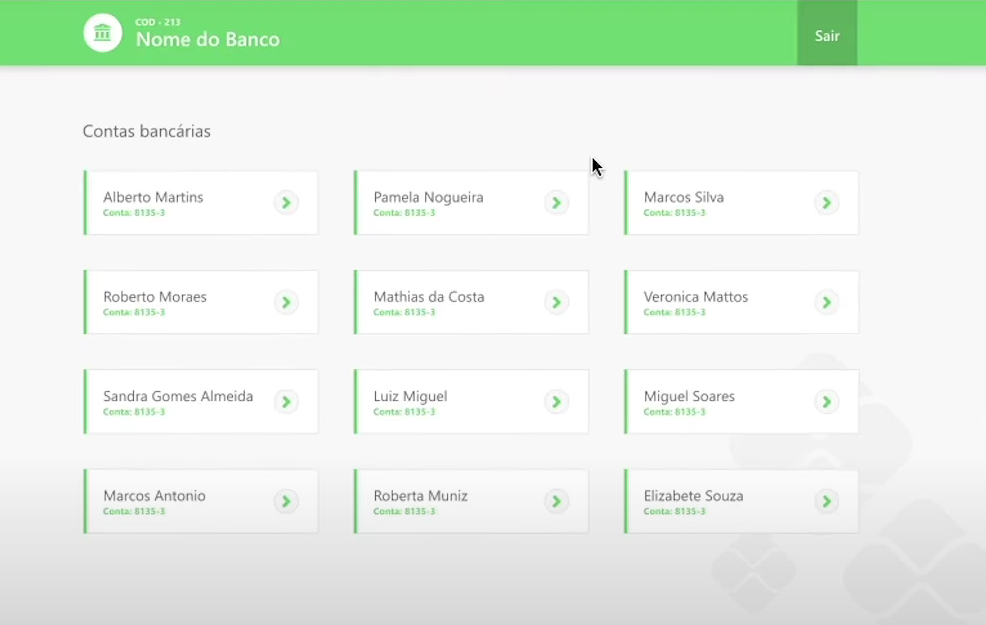 COD - 213
Nome do Banco
Sair
Contas bancárias
Alberto Martins
Conta: 8135-3
Pamela Nogueira
Conta: 8135-3
Marcos Silva
Conta: 8135-3
Roberto Moraes
Conta: 8135-3
Mathias da Costa
Conta: 8135-3
Veronica Mattos
Conta: 8135-3
Sandra Gomes Almeida
Conta: 8135-3
Luiz Miguel
Conta: 8135-3
Miguel Soares
Conta: 8135-3
Marcos Antonio
Conta: 8135-3
Roberta Muniz
Conta: 8135-3
Elizabete Souza
Conta: 8135-3